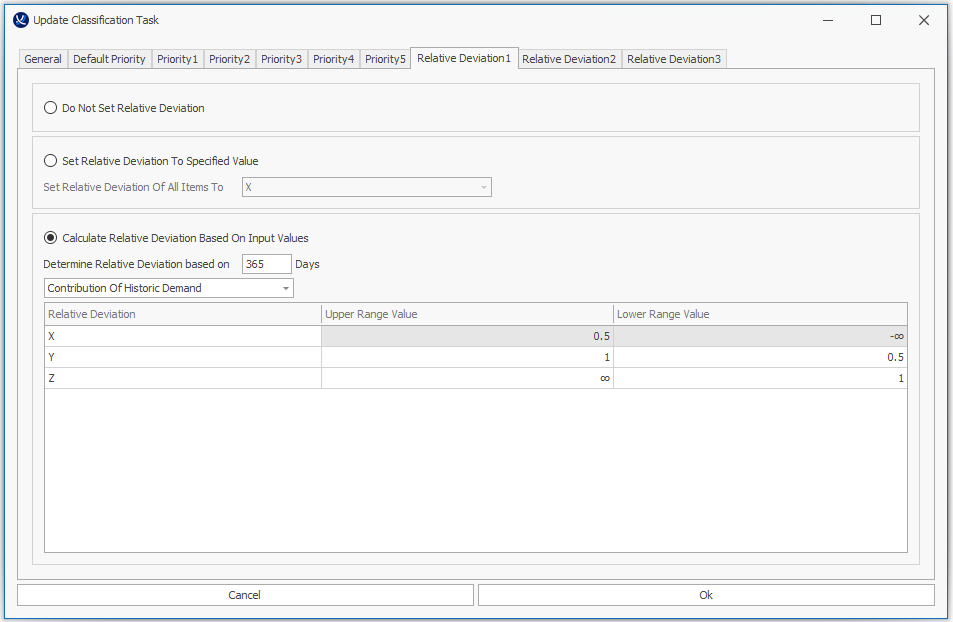 Update Classification Task
General Default Priority Priority1 Priority2 Priority3 Priority4 Priority5 Relative Deviation1 Relative Deviation2 Relative Deviation3
Do Not Set Relative Deviation
Set Relative Deviation To Specified Value
Set Relative Deviation Of All Items To X
Calculate Relative Deviation Based On Input Values
Determine Relative Deviation based on 365 Days
Contribution Of Historic Demand
Relative Deviation Upper Range Value Lower Range Value
X 0.5 -∞
Y 1 0.5
Z ∞ 1
Cancel Ok